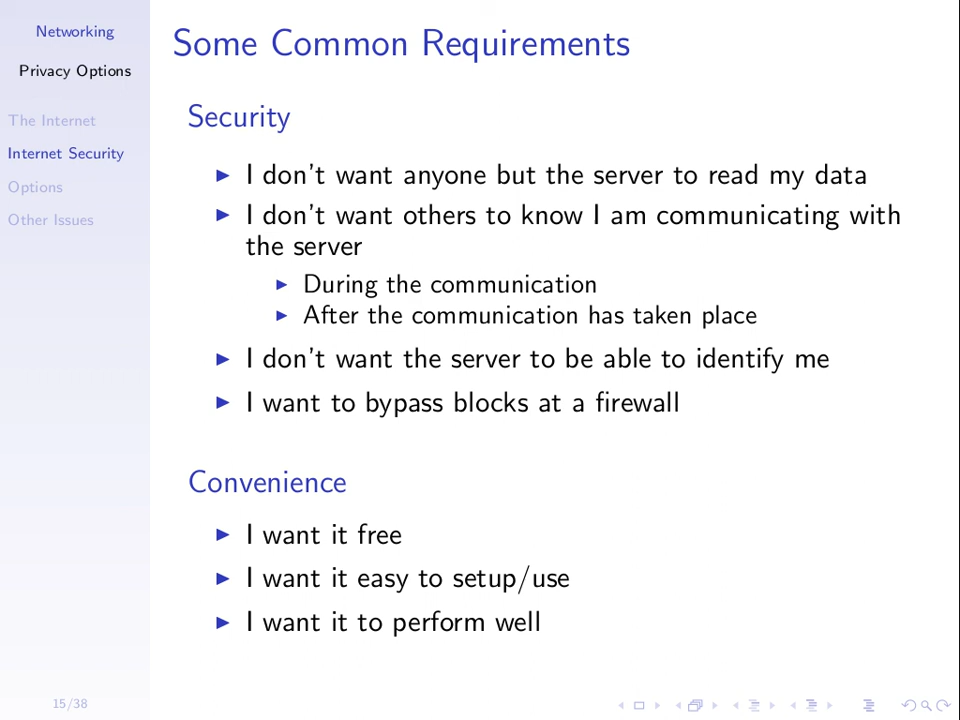 Networking
Privacy Options
The Internet
Internet Security
Options
Other Issues
15/38
Some Common Requirements
Security
I don't want anyone but the server to read my data
I don't want others to know I am communicating with
the server
During the communication
After the communication has taken place
I don't want the server to be able to identify me
I want to bypass blocks at a firewall
Convenience
I want it free
I want it easy to setup/use
I want it to perform well